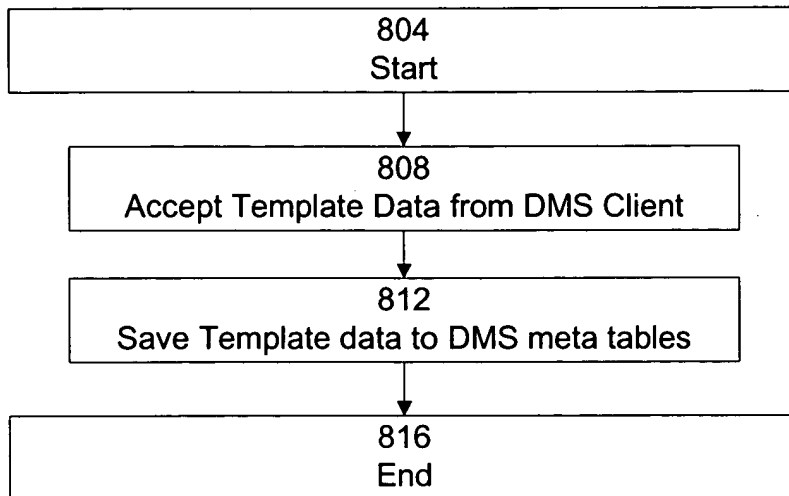 804
Start
808
Accept Template Data from DMS Client
812
Save Template data to DMS meta tables
816
End